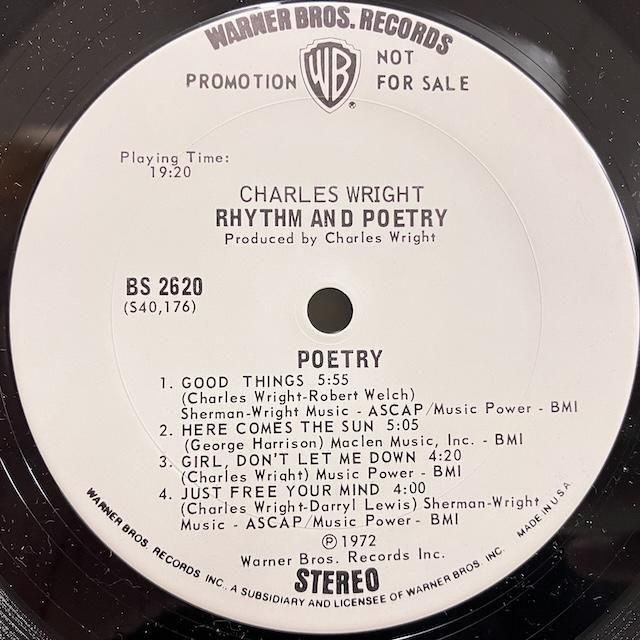 WARNER BROS. RECORDS
PROMOTION
WB
®
NOT
FOR SALE
Playing Time:
19:20
CHARLES WRIGHT
RHYTHM AND POETRY
Produced by Charles Wright
BS 2620
(S40,176)
POETRY
1. GOOD THINGS 5:55
(Charles Wright-Robert Welch)
Sherman-Wright Music - ASCAP/Music Power - BMI
2. HERE COMES THE SUN 5:05
(George Harrison) Maclen Music, Inc. - BMI
3. GIRL, DON'T LET ME DOWN 4:20
(Charles Wright) Music Power - BMI
4. JUST FREE YOUR MIND 4:00
(Charles Wright-Darryl Lewis) Sherman-Wright
Music - ASCAP/Music Power - BMI
℗ 1972
Warner Bros. Records Inc.
STEREO
WARNER BROS. RECORDS INC., A SUBSIDIARY AND LICENSEE OF WARNER BROS. INC. MADE IN U.S.A.